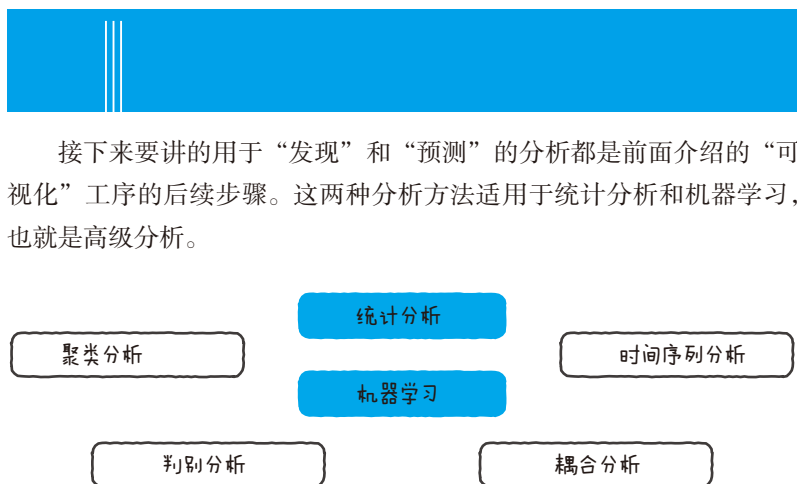 接下来要讲的用于“发现”和“预测”的分析都是前面介绍的“可
视化”工序的后续步骤。这两种分析方法适用于统计分析和机器学习，
也就是高级分析。
统计分析
聚类分析
时间序列分析
机器学习
判别分析
耦合分析